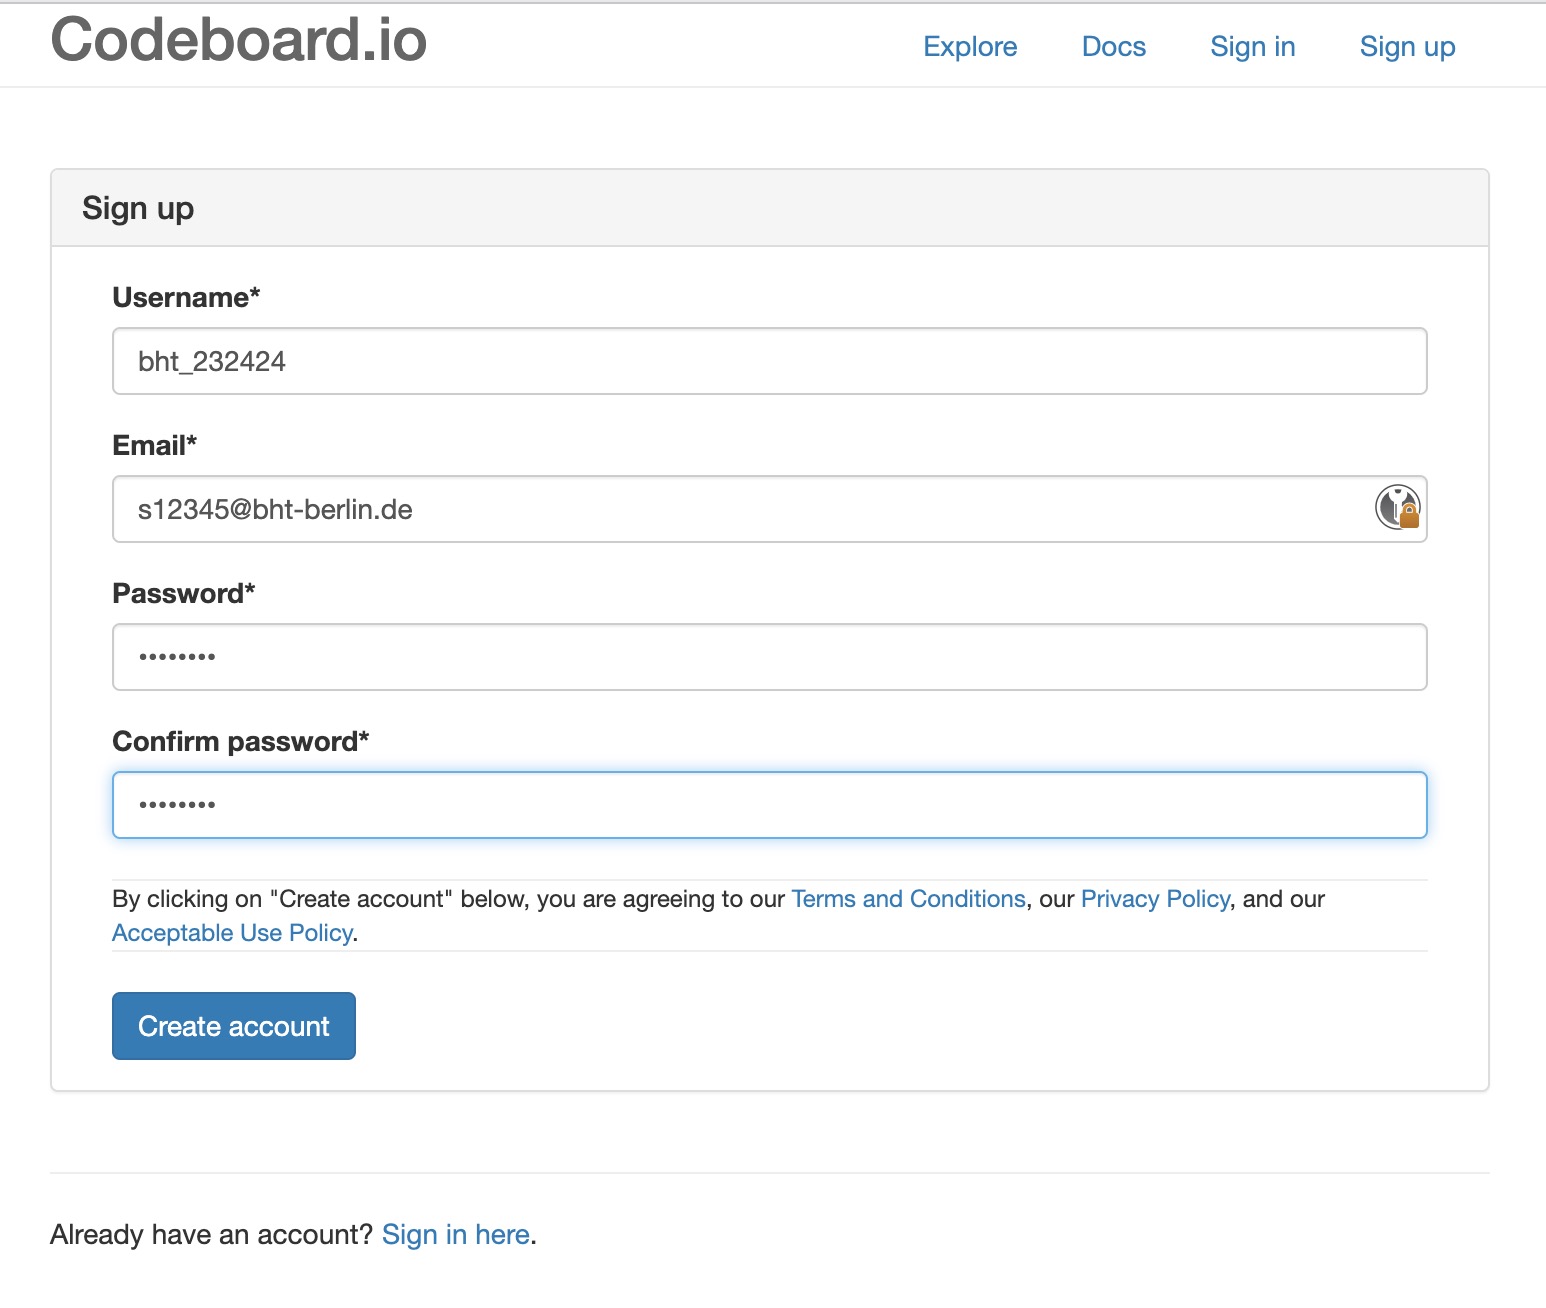 Codeboard.io
Explore Docs Sign in Sign up
Sign up
Username*
bht_232424
Email*
s12345@bht-berlin.de
Password*
••••••••
Confirm password*
••••••••
By clicking on "Create account" below, you are agreeing to our Terms and Conditions, our Privacy Policy, and our
Acceptable Use Policy.
Create account
Already have an account? Sign in here.